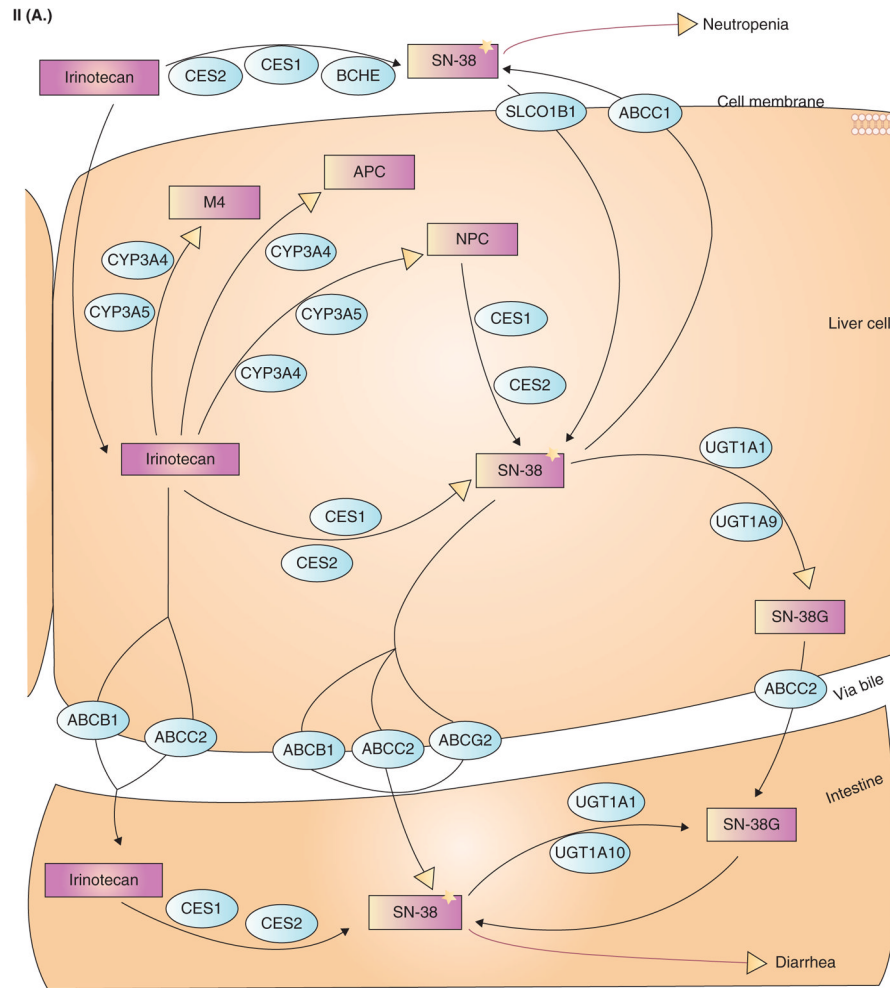 II (A.)
Neutropenia
Irinotecan
CES2
CES1
BCHE
SN-38
Cell membrane
SLCO1B1
ABCC1
APC
M4
NPC
CYP3A4
CYP3A4
CYP3A5
CYP3A5
CYP3A4
CES1
CES2
Liver cell
Irinotecan
SN-38
UGT1A1
UGT1A9
CES1
CES2
SN-38G
ABCC2
Via bile
ABCB1
ABCC2
ABCB1
ABCC2
ABCG2
Intestine
UGT1A1
UGT1A10
SN-38G
Irinotecan
CES1
CES2
SN-38
Diarrhea